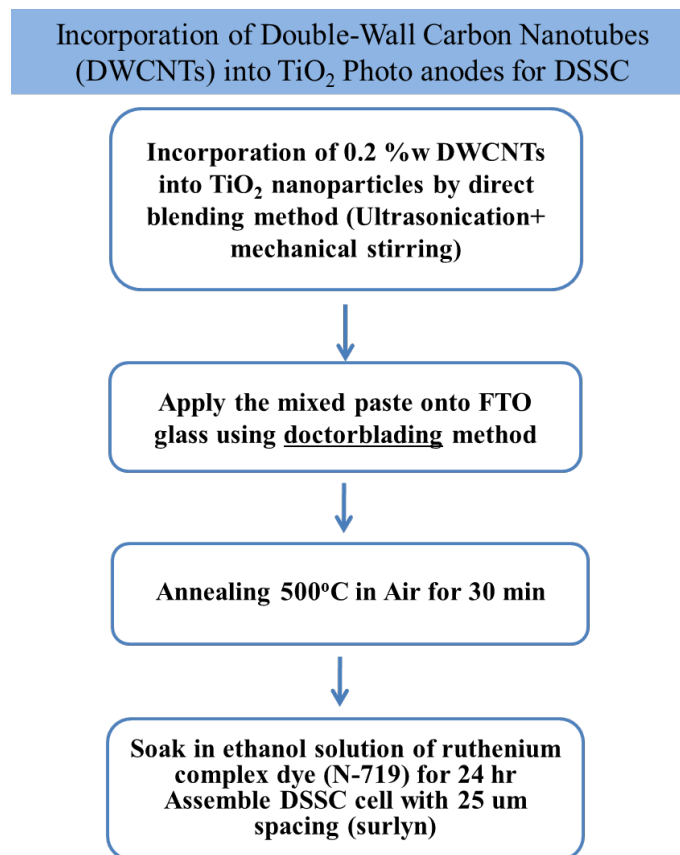 Incorporation of Double-Wall Carbon Nanotubes
(DWCNTs) into TiO₂ Photo anodes for DSSC
Incorporation of 0.2 %w DWCNTs
into TiO₂ nanoparticles by direct
blending method (Ultrasonication+
mechanical stirring)
Apply the mixed paste onto FTO
glass using doctorblading method
Annealing 500ºC in Air for 30 min
Soak in ethanol solution of ruthenium
complex dye (N-719) for 24 hr
Assemble DSSC cell with 25 um
spacing (surlyn)